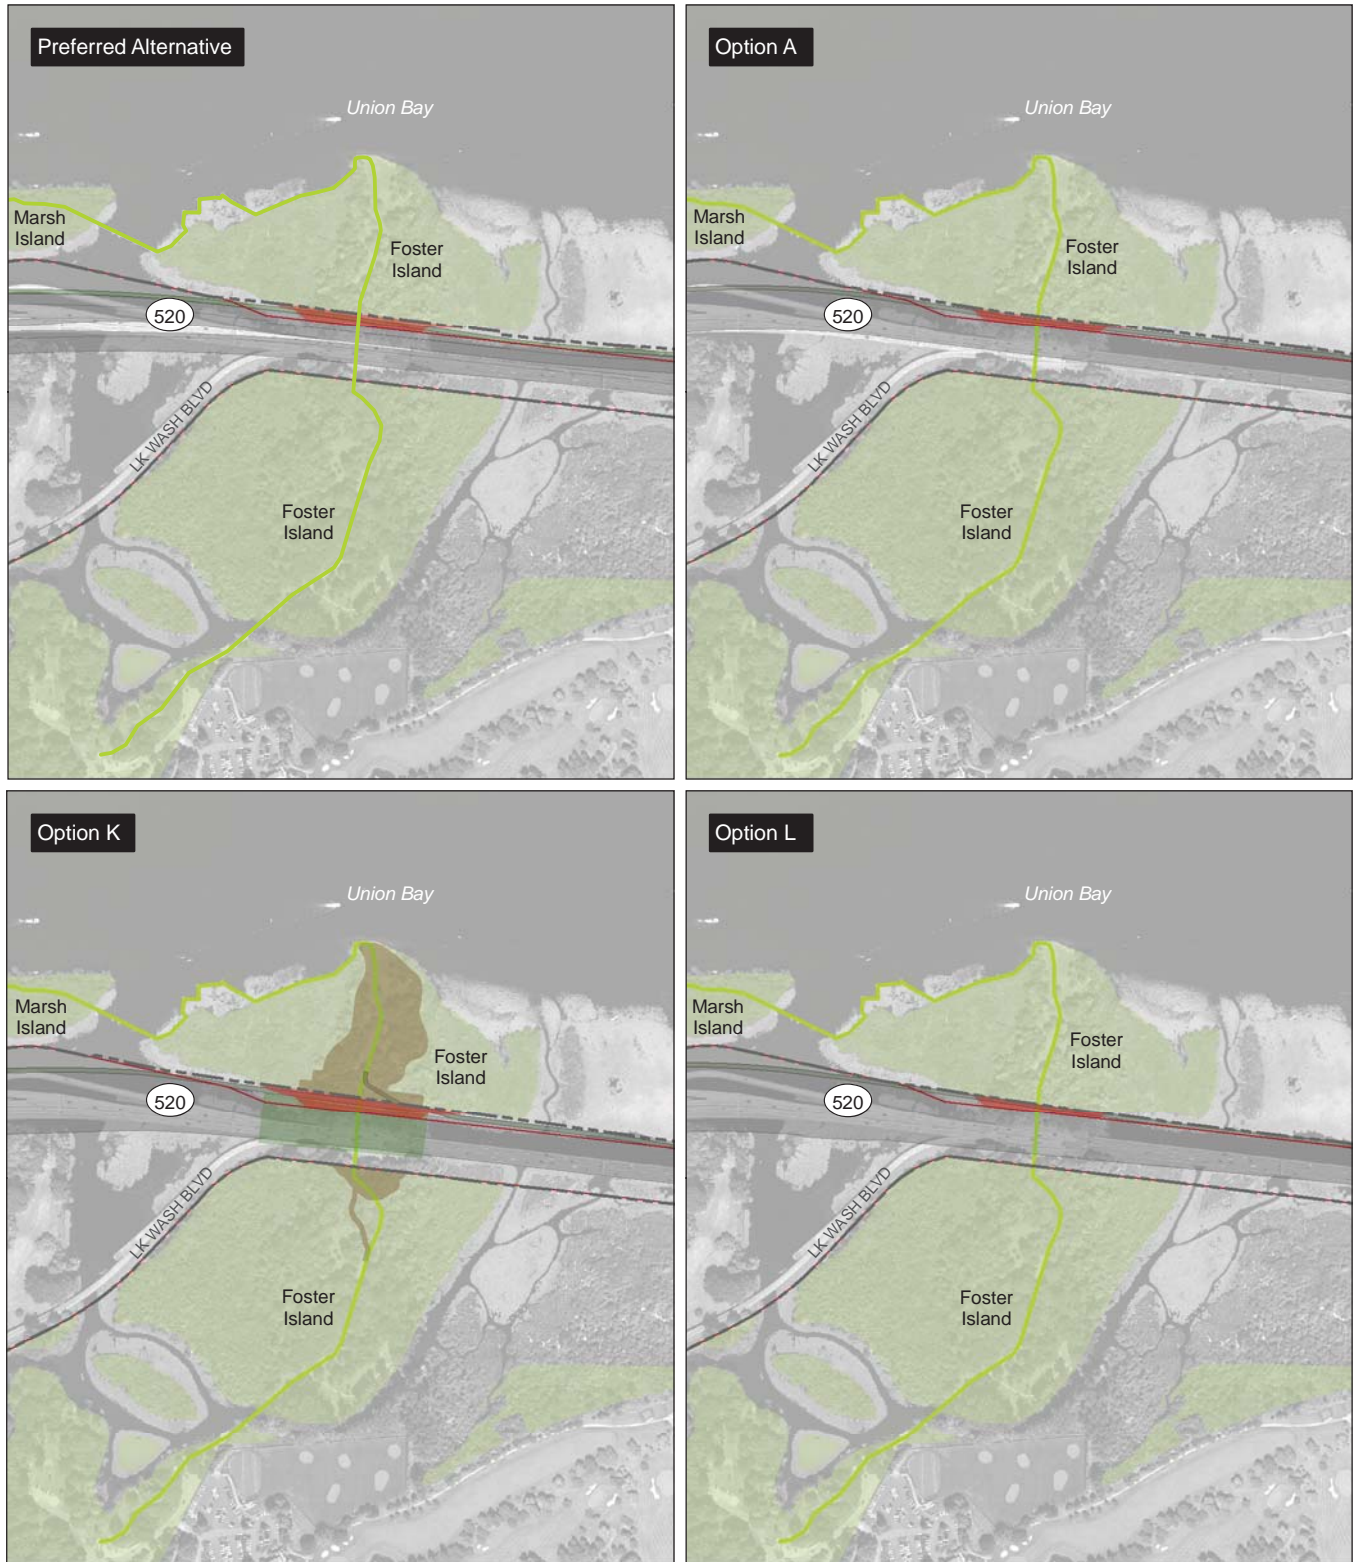 Preferred Alternative
Union Bay
Marsh
Island
Foster
Island
520
LK WASH BLVD
Foster
Island
Option A
Union Bay
Marsh
Island
Foster
Island
520
LK WASH BLVD
Foster
Island
Option K
Union Bay
Marsh
Island
Foster
Island
520
LK WASH BLVD
Foster
Island
Option L
Union Bay
Marsh
Island
Foster
Island
520
LK WASH BLVD
Foster
Island